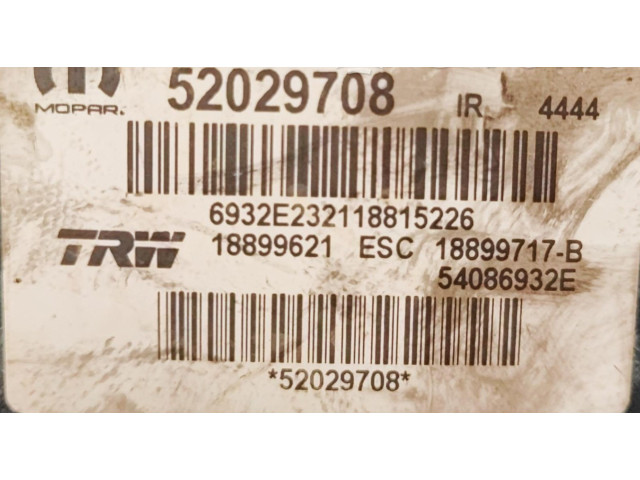 52029708 IR 4444
MOPAR.
6932E232118815226
TRW 18899621 ESC 18899717-B
54086932E
*52029708*